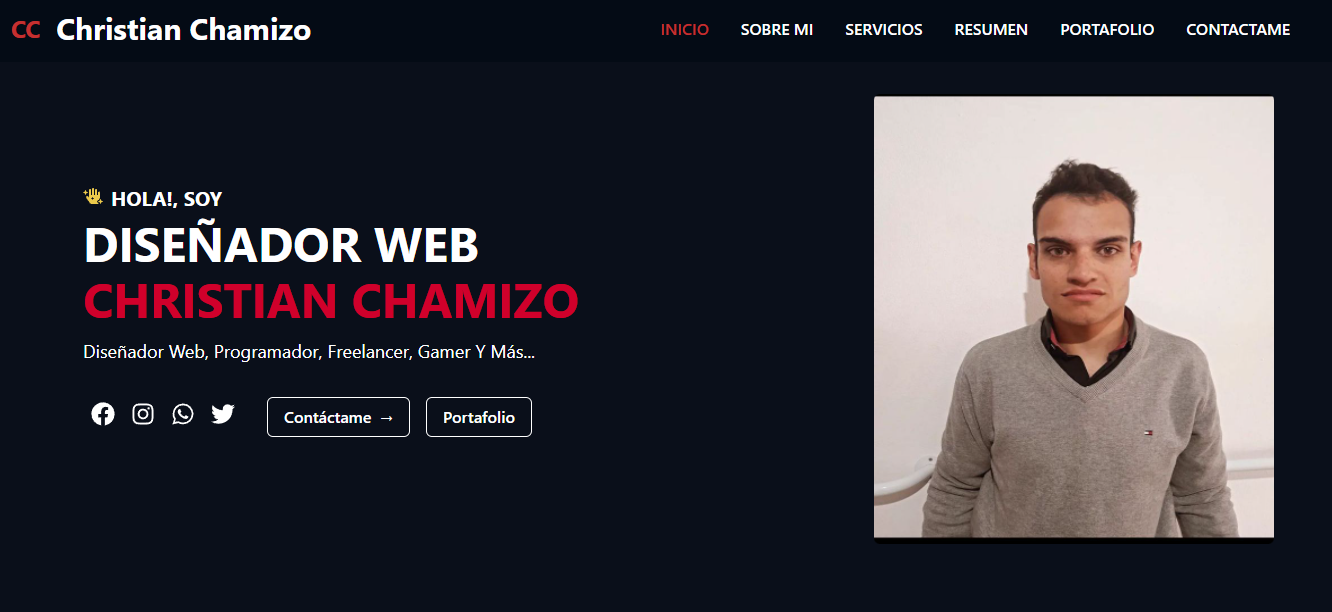 CC Christian Chamizo INICIO SOBRE MI SERVICIOS RESUMEN PORTAFOLIO CONTACTAME
HOLA!, SOY
DISEÑADOR WEB
CHRISTIAN CHAMIZO
Diseñador Web, Programador, Freelancer, Gamer Y Más...
Contáctame → Portafolio